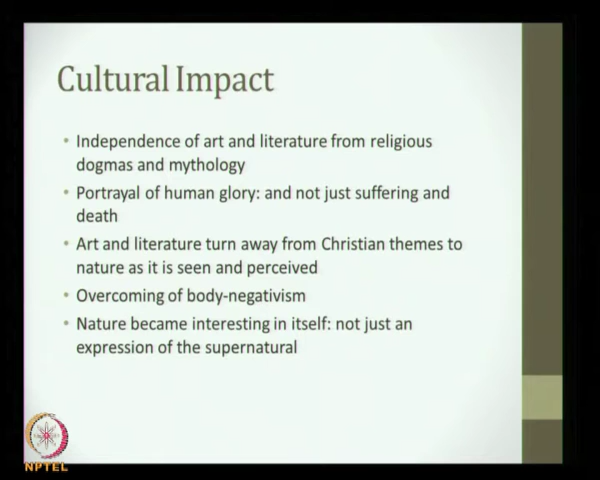 Cultural Impact
• Independence of art and literature from religious
dogmas and mythology
• Portrayal of human glory: and not just suffering and
death
• Art and literature turn away from Christian themes to
nature as it is seen and perceived
• Overcoming of body-negativism
• Nature became interesting in itself: not just an
expression of the supernatural
NPTEL